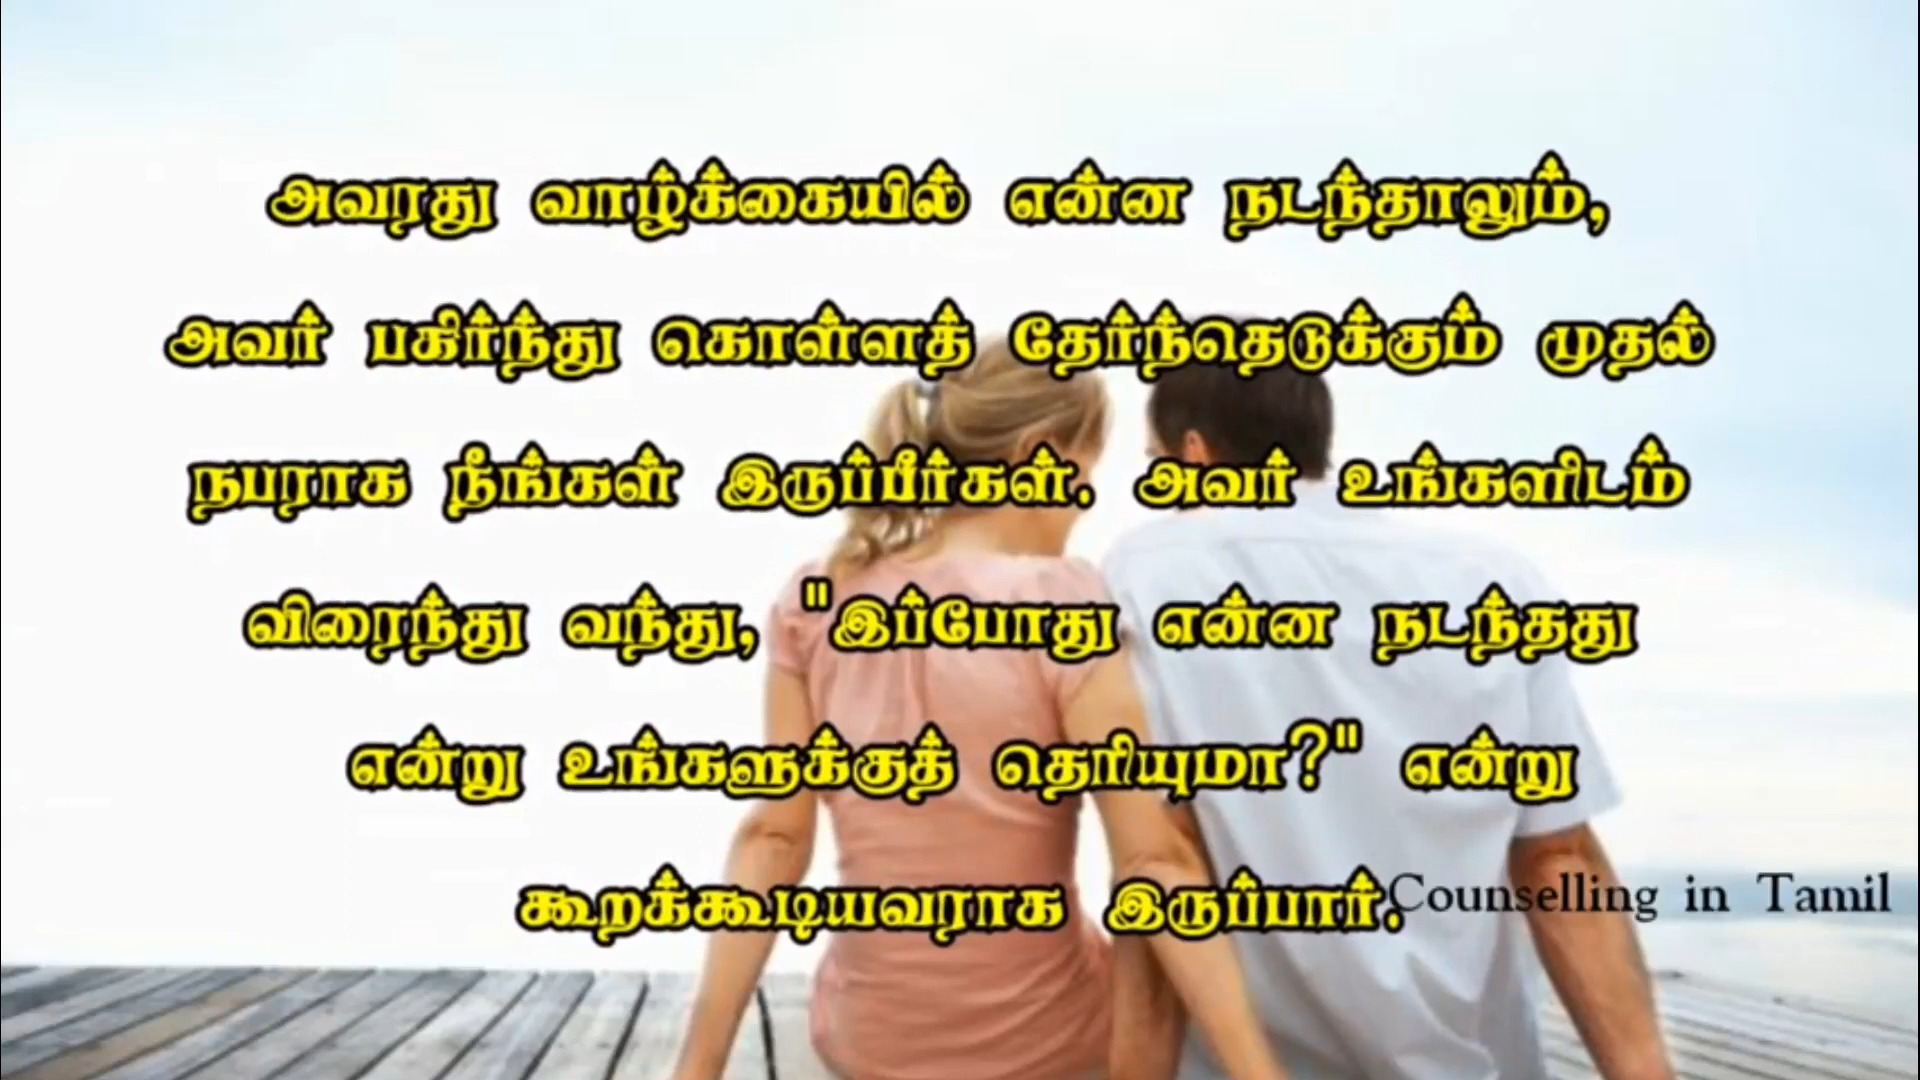 அவரது வாழ்க்கையில் என்ன நடந்தாலும்,
அவர் பகிர்ந்து கொள்ளத் தேர்ந்தெடுக்கும் முதல்
நபராக நீங்கள் இருப்பீர்கள். அவர் உங்களிடம்
விரைந்து வந்து, "இப்போது என்ன நடந்தது
என்று உங்களுக்குத் தெரியுமா?" என்று
கூறக்கூடியவராக இருப்பார்.
Counselling in Tamil